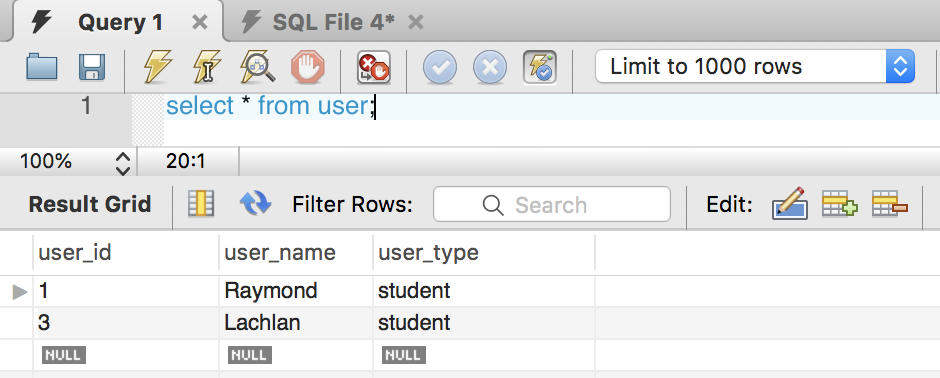 Query 1 SQL File 4*
Limit to 1000 rows
1 select * from user;
100% 20:1
Result Grid Filter Rows: Search Edit:
user_id user_name user_type
1 Raymond student
3 Lachlan student
NULL NULL NULL